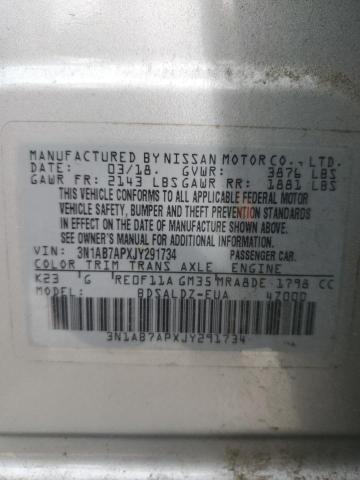 MANUFACTURED BY NISSAN MOTOR CO., LTD.
DATE: 03/18. GVWR: 3876 LBS
GAWR FR: 2143 LBS GAWR RR: 1881 LBS
THIS VEHICLE CONFORMS TO ALL APPLICABLE FEDERAL MOTOR
VEHICLE SAFETY, BUMPER AND THEFT PREVENTION STANDARDS
IN EFFECT ON THE DATE OF MANUFACTURE SHOWN ABOVE.
SEE OWNER'S MANUAL FOR ADDITIONAL INFORMATION
VIN: 3N1AB7APXJY291734 PASSENGER CAR.
COLOR TRIM TRANS AXLE ENGINE
K23 G RE0F11A GM35 MRA8DE 1798 CC
BDSALDZ-EUA 47000
3N1AB7APXJY291734